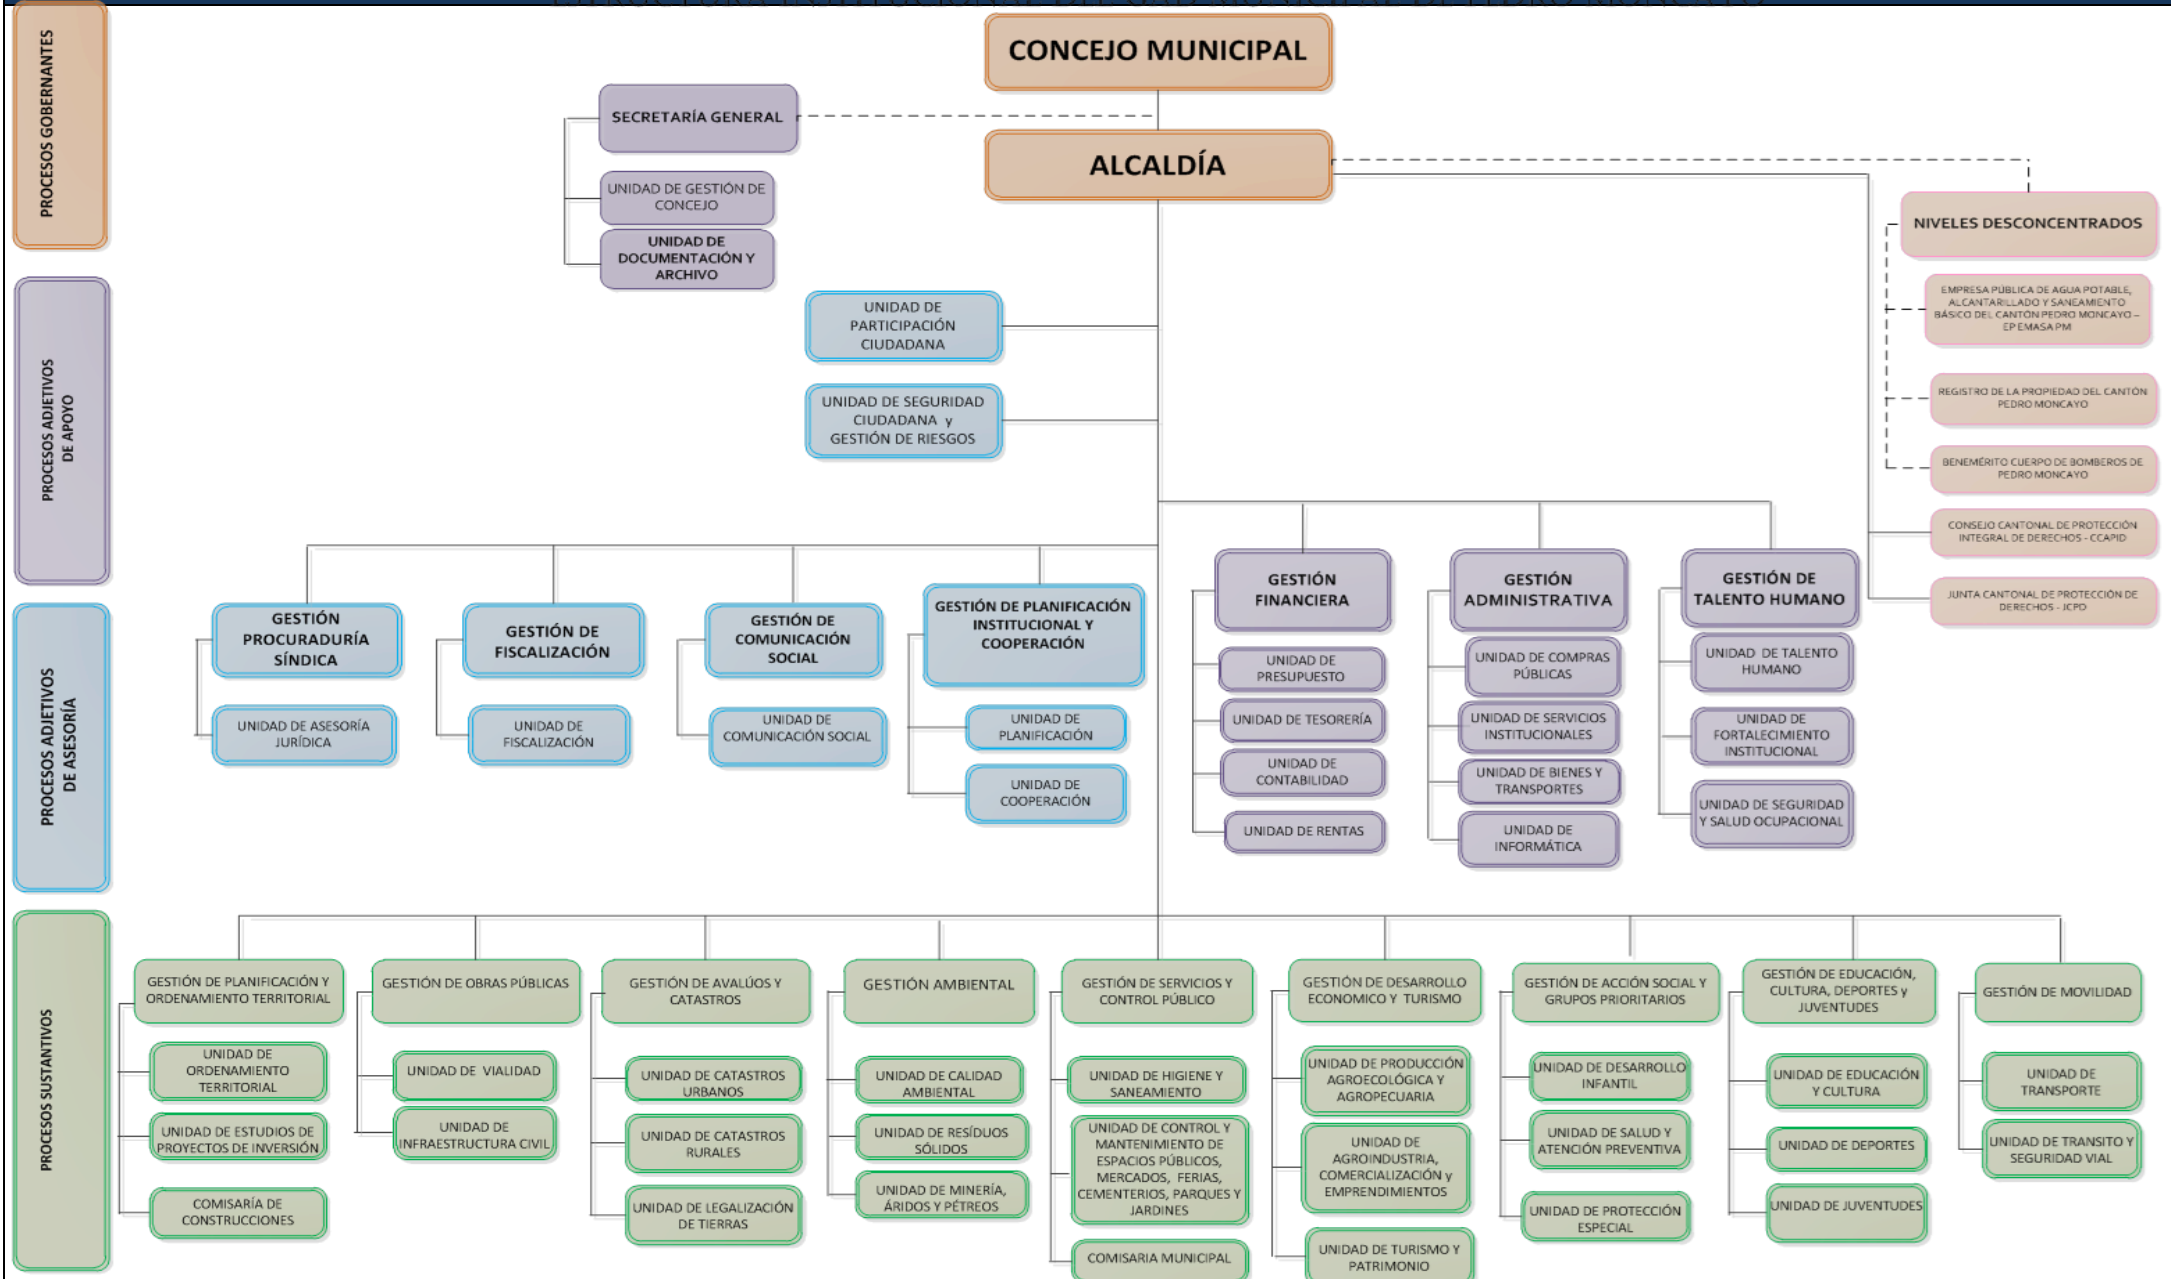 ESTRUCTURA INSTITUCIONAL DEL GAD MUNICIPAL DE PEDRO MONCAYO
CONCEJO MUNICIPAL
ALCALDÍA
PROCESOS GOBERNANTES
SECRETARÍA GENERAL
UNIDAD DE GESTIÓN DE
CONCEJO
UNIDAD DE
DOCUMENTACIÓN Y
ARCHIVO
NIVELES DESCONCENTRADOS
EMPRESA PÚBLICA DE AGUA POTABLE,
ALCANTARILLADO Y SANEAMIENTO
BÁSICO DEL CANTÓN PEDRO MONCAYO –
EP EMASA PM
REGISTRO DE LA PROPIEDAD DEL CANTÓN
PEDRO MONCAYO
BENEMÉRITO CUERPO DE BOMBEROS DE
PEDRO MONCAYO
CONSEJO CANTONAL DE PROTECCIÓN
INTEGRAL DE DERECHOS - CCAPID
JUNTA CANTONAL DE PROTECCIÓN DE
DERECHOS - JCPD
UNIDAD DE
PARTICIPACIÓN
CIUDADANA
UNIDAD DE SEGURIDAD
CIUDADANA y
GESTIÓN DE RIESGOS
PROCESOS ADJETIVOS
DE APOYO
GESTIÓN
FINANCIERA
UNIDAD DE
PRESUPUESTO
UNIDAD DE TESORERÍA
UNIDAD DE
CONTABILIDAD
UNIDAD DE RENTAS
GESTIÓN
ADMINISTRATIVA
UNIDAD DE COMPRAS
PÚBLICAS
UNIDAD DE SERVICIOS
INSTITUCIONALES
UNIDAD DE BIENES Y
TRANSPORTES
UNIDAD DE
INFORMÁTICA
GESTIÓN DE
TALENTO HUMANO
UNIDAD DE TALENTO
HUMANO
UNIDAD DE
FORTALECIMIENTO
INSTITUCIONAL
UNIDAD DE SEGURIDAD
Y SALUD OCUPACIONAL
PROCESOS ADJETIVOS
DE ASESORÍA
GESTIÓN
PROCURADURÍA
SÍNDICA
UNIDAD DE ASESORÍA
JURÍDICA
GESTIÓN DE
FISCALIZACIÓN
UNIDAD DE
FISCALIZACIÓN
GESTIÓN DE
COMUNICACIÓN
SOCIAL
UNIDAD DE
COMUNICACIÓN SOCIAL
GESTIÓN DE PLANIFICACIÓN
INSTITUCIONAL Y
COOPERACIÓN
UNIDAD DE
PLANIFICACIÓN
UNIDAD DE
COOPERACIÓN
PROCESOS SUSTANTIVOS
GESTIÓN DE PLANIFICACIÓN Y
ORDENAMIENTO TERRITORIAL
UNIDAD DE
ORDENAMIENTO
TERRITORIAL
UNIDAD DE ESTUDIOS DE
PROYECTOS DE INVERSIÓN
COMISARÍA DE
CONSTRUCCIONES
GESTIÓN DE OBRAS PÚBLICAS
UNIDAD DE VIALIDAD
UNIDAD DE
INFRAESTRUCTURA CIVIL
GESTIÓN DE AVALÚOS Y
CATASTROS
UNIDAD DE CATASTROS
URBANOS
UNIDAD DE CATASTROS
RURALES
UNIDAD DE LEGALIZACIÓN
DE TIERRAS
GESTIÓN AMBIENTAL
UNIDAD DE CALIDAD
AMBIENTAL
UNIDAD DE RESÍDUOS
SÓLIDOS
UNIDAD DE MINERÍA,
ÁRIDOS Y PÉTREOS
GESTIÓN DE SERVICIOS Y
CONTROL PÚBLICO
UNIDAD DE HIGIENE Y
SANEAMIENTO
UNIDAD DE CONTROL Y
MANTENIMIENTO DE
ESPACIOS PÚBLICOS,
MERCADOS, FERIAS,
CEMENTERIOS, PARQUES Y
JARDINES
COMISARIA MUNICIPAL
GESTIÓN DE DESARROLLO
ECONOMICO Y TURISMO
UNIDAD DE PRODUCCIÓN
AGROECOLÓGICA Y
AGROPECUARIA
UNIDAD DE
AGROINDUSTRIA,
COMERCIALIZACIÓN y
EMPRENDIMIENTOS
UNIDAD DE TURISMO Y
PATRIMONIO
GESTIÓN DE ACCIÓN SOCIAL Y
GRUPOS PRIORITARIOS
UNIDAD DE DESARROLLO
INFANTIL
UNIDAD DE SALUD Y
ATENCIÓN PREVENTIVA
UNIDAD DE PROTECCIÓN
ESPECIAL
GESTIÓN DE EDUCACIÓN,
CULTURA, DEPORTES y
JUVENTUDES
UNIDAD DE EDUCACIÓN
Y CULTURA
UNIDAD DE DEPORTES
UNIDAD DE JUVENTUDES
GESTIÓN DE MOVILIDAD
UNIDAD DE
TRANSPORTE
UNIDAD DE TRANSITO Y
SEGURIDAD VIAL